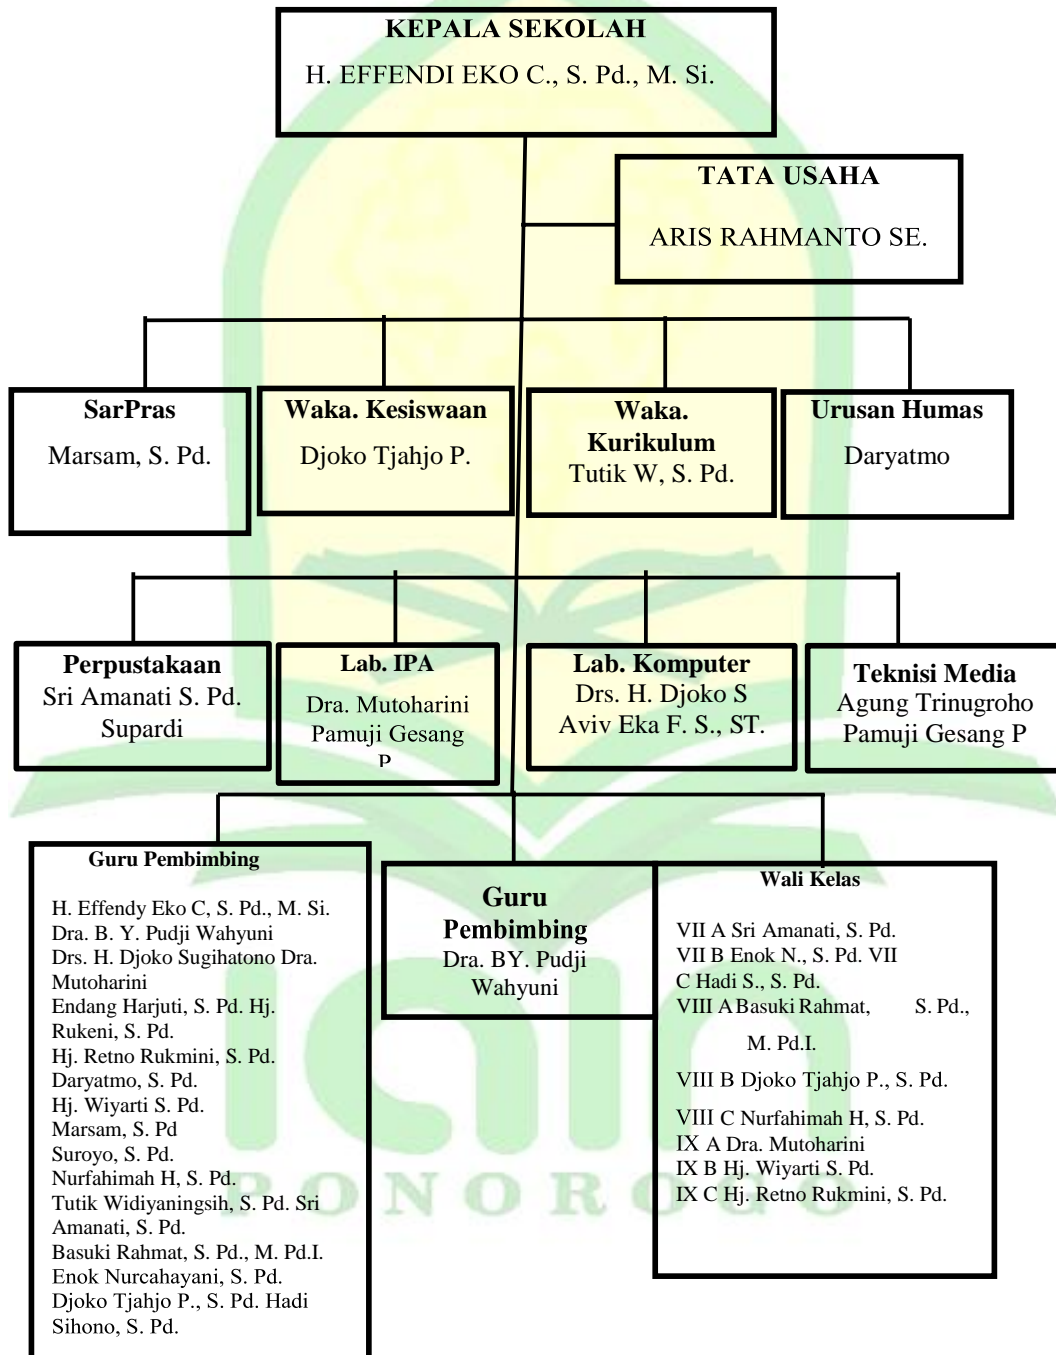 KEPALA SEKOLAH
H. EFFENDI EKO C., S. Pd., M. Si.
TATA USAHA
ARIS RAHMANTO SE.
SarPras
Marsam, S. Pd.
Waka. Kesiswaan
Djoko Tjahjo P.
Waka.
Kurikulum
Tutik W, S. Pd.
Urusan Humas
Daryatmo
Perpustakaan
Sri Amanati S. Pd.
Supardi
Lab. IPA
Dra. Mutoharini
Pamuji Gesang
P
Lab. Komputer
Drs. H. Djoko S
Aviv Eka F. S., ST.
Teknisi Media
Agung Trinugroho
Pamuji Gesang P
Guru Pembimbing
H. Effendy Eko C, S. Pd., M. Si.
Dra. B. Y. Pudji Wahyuni
Drs. H. Djoko Sugihatono Dra.
Mutoharini
Endang Harjuti, S. Pd. Hj.
Rukeni, S. Pd.
Hj. Retno Rukmini, S. Pd.
Daryatmo, S. Pd.
Hj. Wiyarti S. Pd.
Marsam, S. Pd
Suroyo, S. Pd.
Nurfahimah H, S. Pd.
Tutik Widiyaningsih, S. Pd. Sri
Amanati, S. Pd.
Basuki Rahmat, S. Pd., M. Pd.I.
Enok Nurcahayani, S. Pd.
Djoko Tjahjo P., S. Pd. Hadi
Sihono, S. Pd.
Guru
Pembimbing
Dra. BY. Pudji
Wahyuni
Wali Kelas
VII A Sri Amanati, S. Pd.
VII B Enok N., S. Pd. VII
C Hadi S., S. Pd.
VIII A Basuki Rahmat, S. Pd.,
M. Pd.I.
VIII B Djoko Tjahjo P., S. Pd.
VIII C Nurfahimah H, S. Pd.
IX A Dra. Mutoharini
IX B Hj. Wiyarti S. Pd.
IX C Hj. Retno Rukmini, S. Pd.
iain
PONOROGO